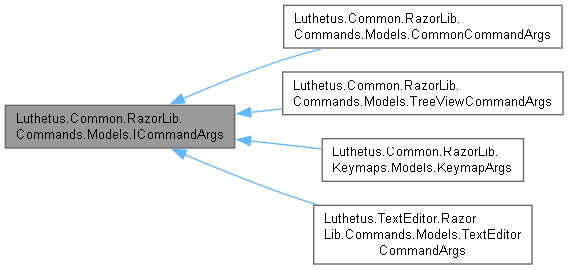 Luthetus.Common.RazorLib.
Commands.Models.CommonCommandArgs
Luthetus.Common.RazorLib.
Commands.Models.TreeViewCommandArgs
Luthetus.Common.RazorLib.
Commands.Models.ICommandArgs
Luthetus.Common.RazorLib.
Keymaps.Models.KeymapArgs
Luthetus.TextEditor.Razor
Lib.Commands.Models.TextEditor
CommandArgs